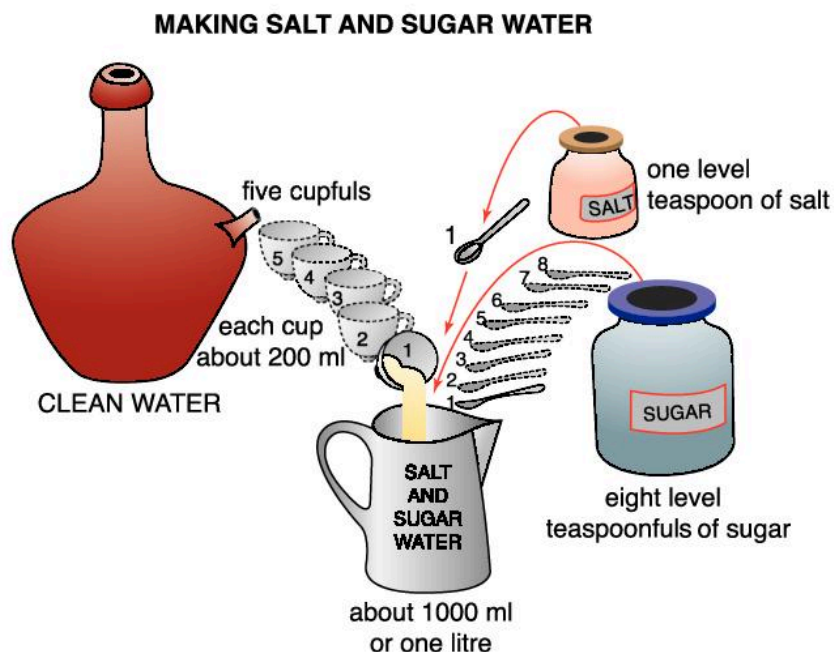 MAKING SALT AND SUGAR WATER
five cupfuls
5
4
3
2
1
each cup
about 200 ml
CLEAN WATER
1
SALT
one level
teaspoon of salt
8
7
6
5
4
3
2
1
SUGAR
eight level
teaspoonfuls of sugar
SALT
AND
SUGAR
WATER
about 1000 ml
or one litre